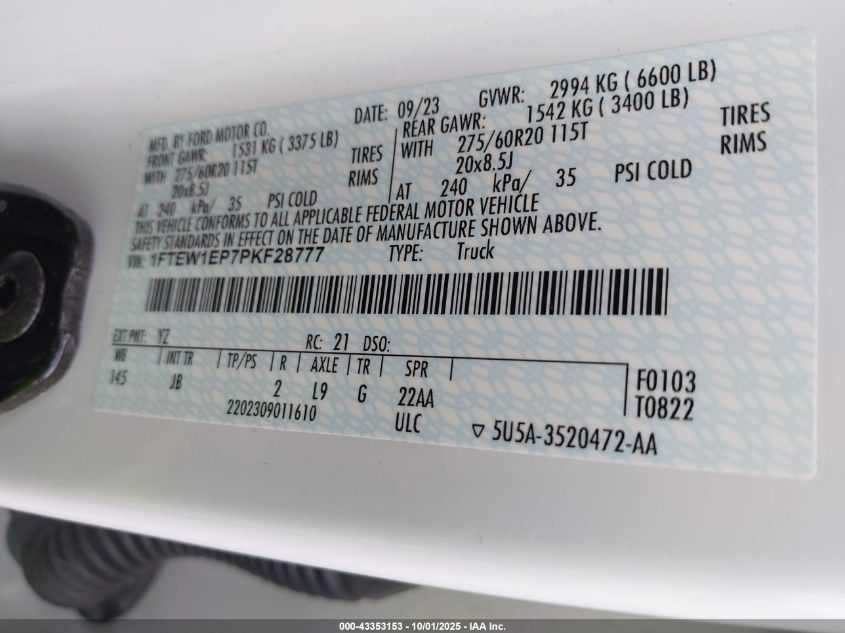 MFD. BY FORD MOTOR CO. DATE: 09/23 GVWR: 2994 KG ( 6600 LB)
FRONT GAWR: 1531 KG ( 3375 LB) REAR GAWR: 1542 KG ( 3400 LB)
WITH 275/60R20 115T TIRES WITH 275/60R20 115T TIRES
20x8.5J RIMS 20x8.5J RIMS
AT 240 kPa/ 35 PSI COLD AT 240 kPa/ 35 PSI COLD
THIS VEHICLE CONFORMS TO ALL APPLICABLE FEDERAL MOTOR VEHICLE
SAFETY STANDARDS IN EFFECT ON THE DATE OF MANUFACTURE SHOWN ABOVE.
VIN: 1FTEW1EP7PKF28777 TYPE: Truck
EXT PNT: YZ RC: 21 DSO:
WB INT TR TP/PS R AXLE TR SPR
145 JB 2 L9 G 22AA F0103
T0822
2202309011610 ULC ▽ 5U5A-3520472-AA
000-43353153 - 10/01/2025 - IAA Inc.